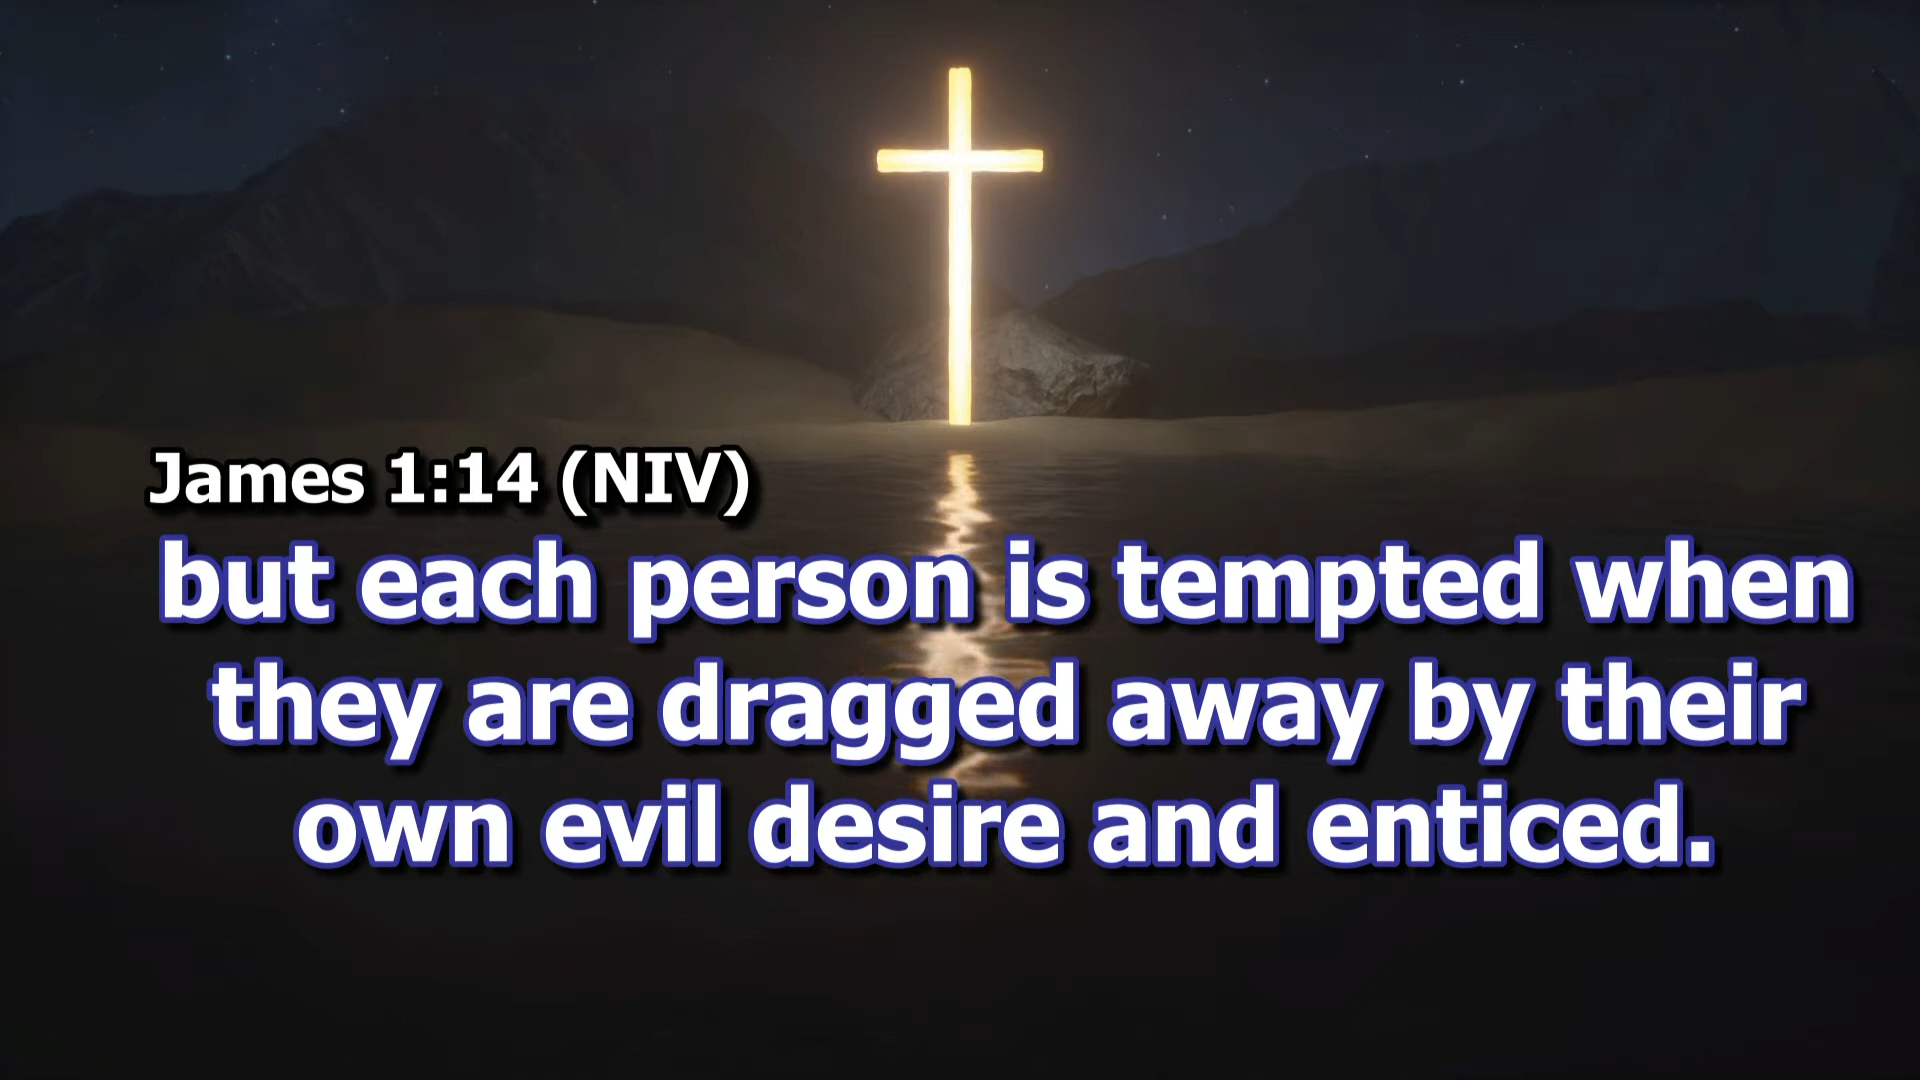 James 1:14 (NIV)
but each person is tempted when
they are dragged away by their
own evil desire and enticed.